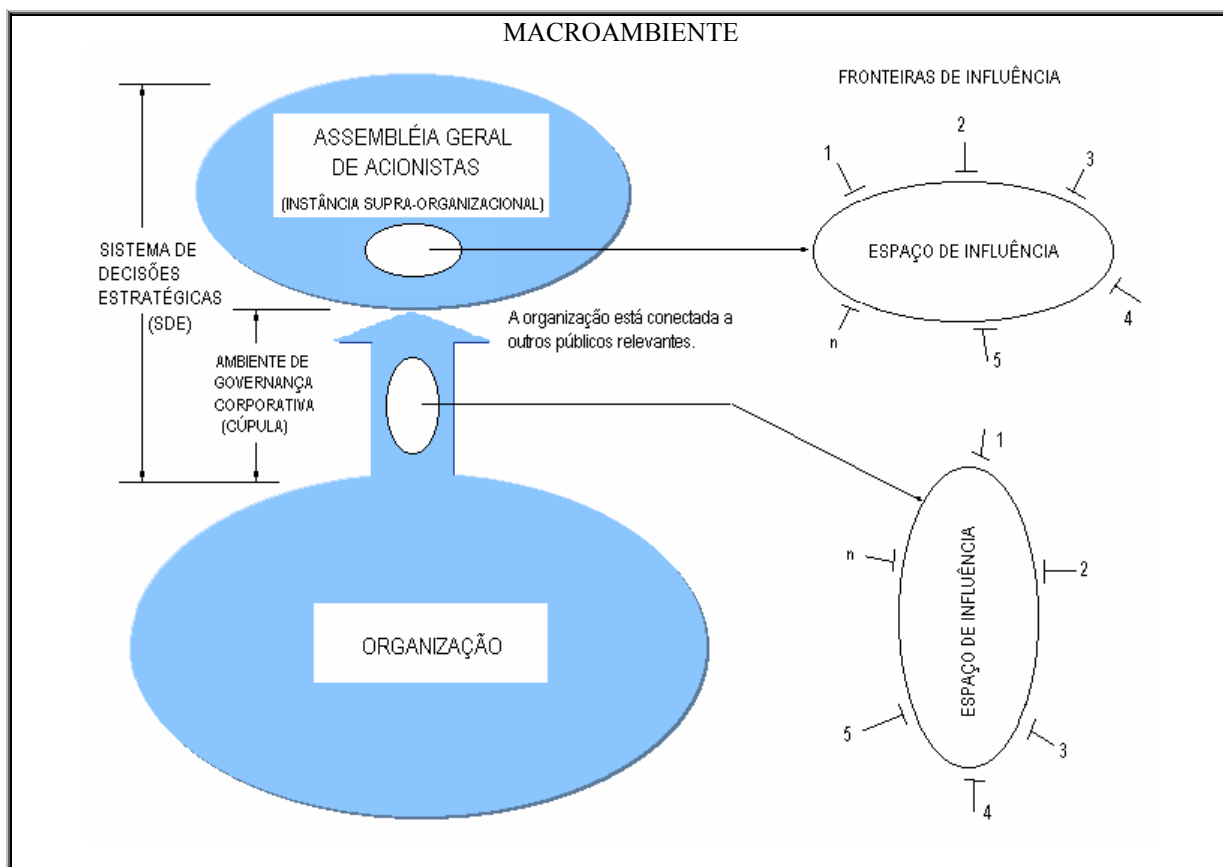 MACROAMBIENTE
ASSEMBLÉIA GERAL
DE ACIONISTAS
(INSTÂNCIA SUPRA-ORGANIZACIONAL)
SISTEMA DE
DECISÕES
ESTRATÉGICAS
(SDE)
AMBIENTE DE
GOVERNANÇA
CORPORATIVA
(CÚPULA)
A organização está conectada a
outros públicos relevantes.
ORGANIZAÇÃO
FRONTEIRAS DE INFLUÊNCIA
1
2
3
ESPAÇO DE INFLUÊNCIA
4
n
5
1
n
2
ESPAÇO DE INFLUÊNCIA
5
3
4